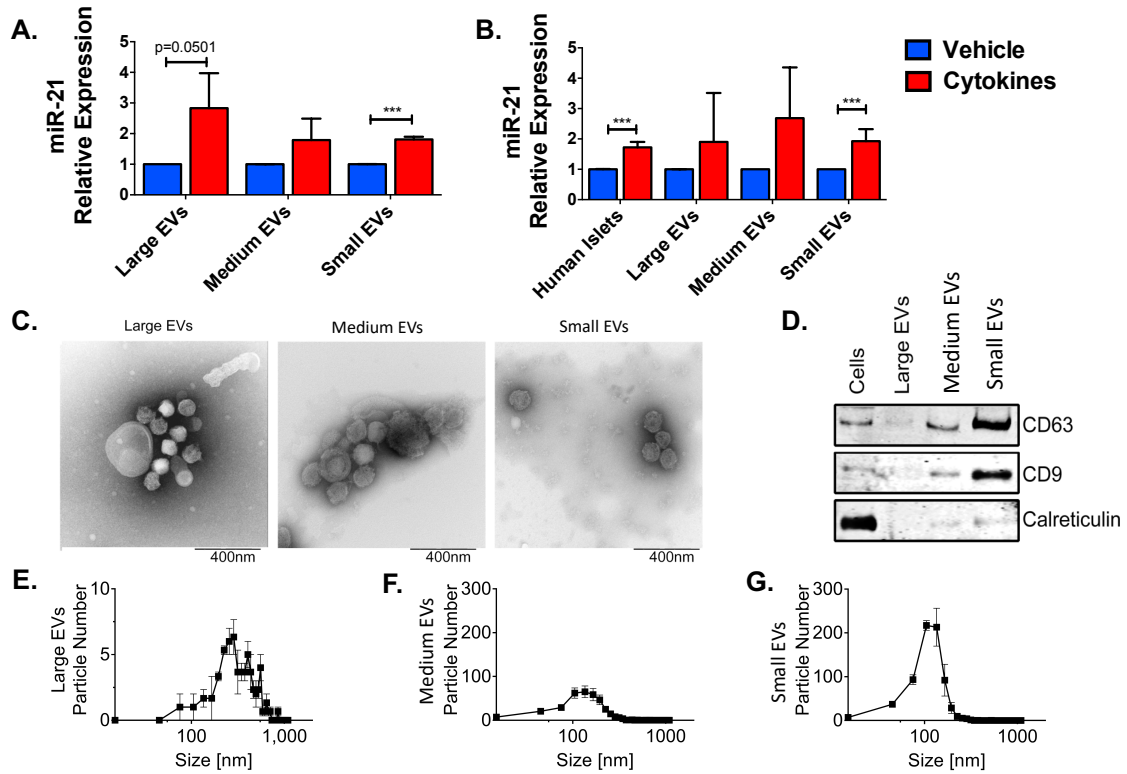 A.
p=0.0501
***
miR-21
Relative Expression
5
4
3
2
1
0
Large EVs
Medium EVs
Small EVs
B.
***
***
miR-21
Relative Expression
5
4
3
2
1
0
Human Islets
Large EVs
Medium EVs
Small EVs
Vehicle
Cytokines
C.
Large EVs
Medium EVs
Small EVs
400nm
400nm
400nm
D.
Cells
Large EVs
Medium EVs
Small EVs
CD63
CD9
Calreticulin
E.
Large EVs
Particle Number
10
5
0
100
1,000
Size [nm]
F.
Medium EVs
Particle Number
300
200
100
0
100
1000
Size [nm]
G.
Small EVs
Particle Number
300
200
100
0
100
1000
Size [nm]